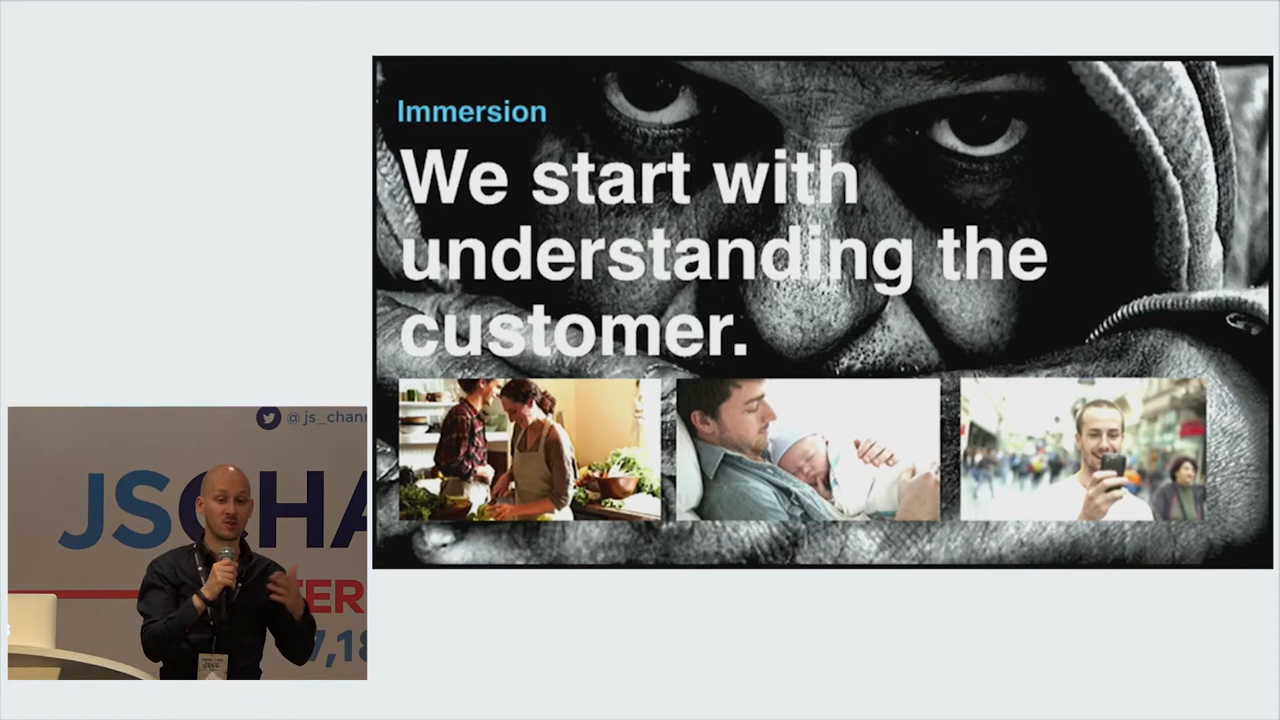 Immersion
We start with
understanding the
customer.
@js_chan
JSCHA
TER
7,18